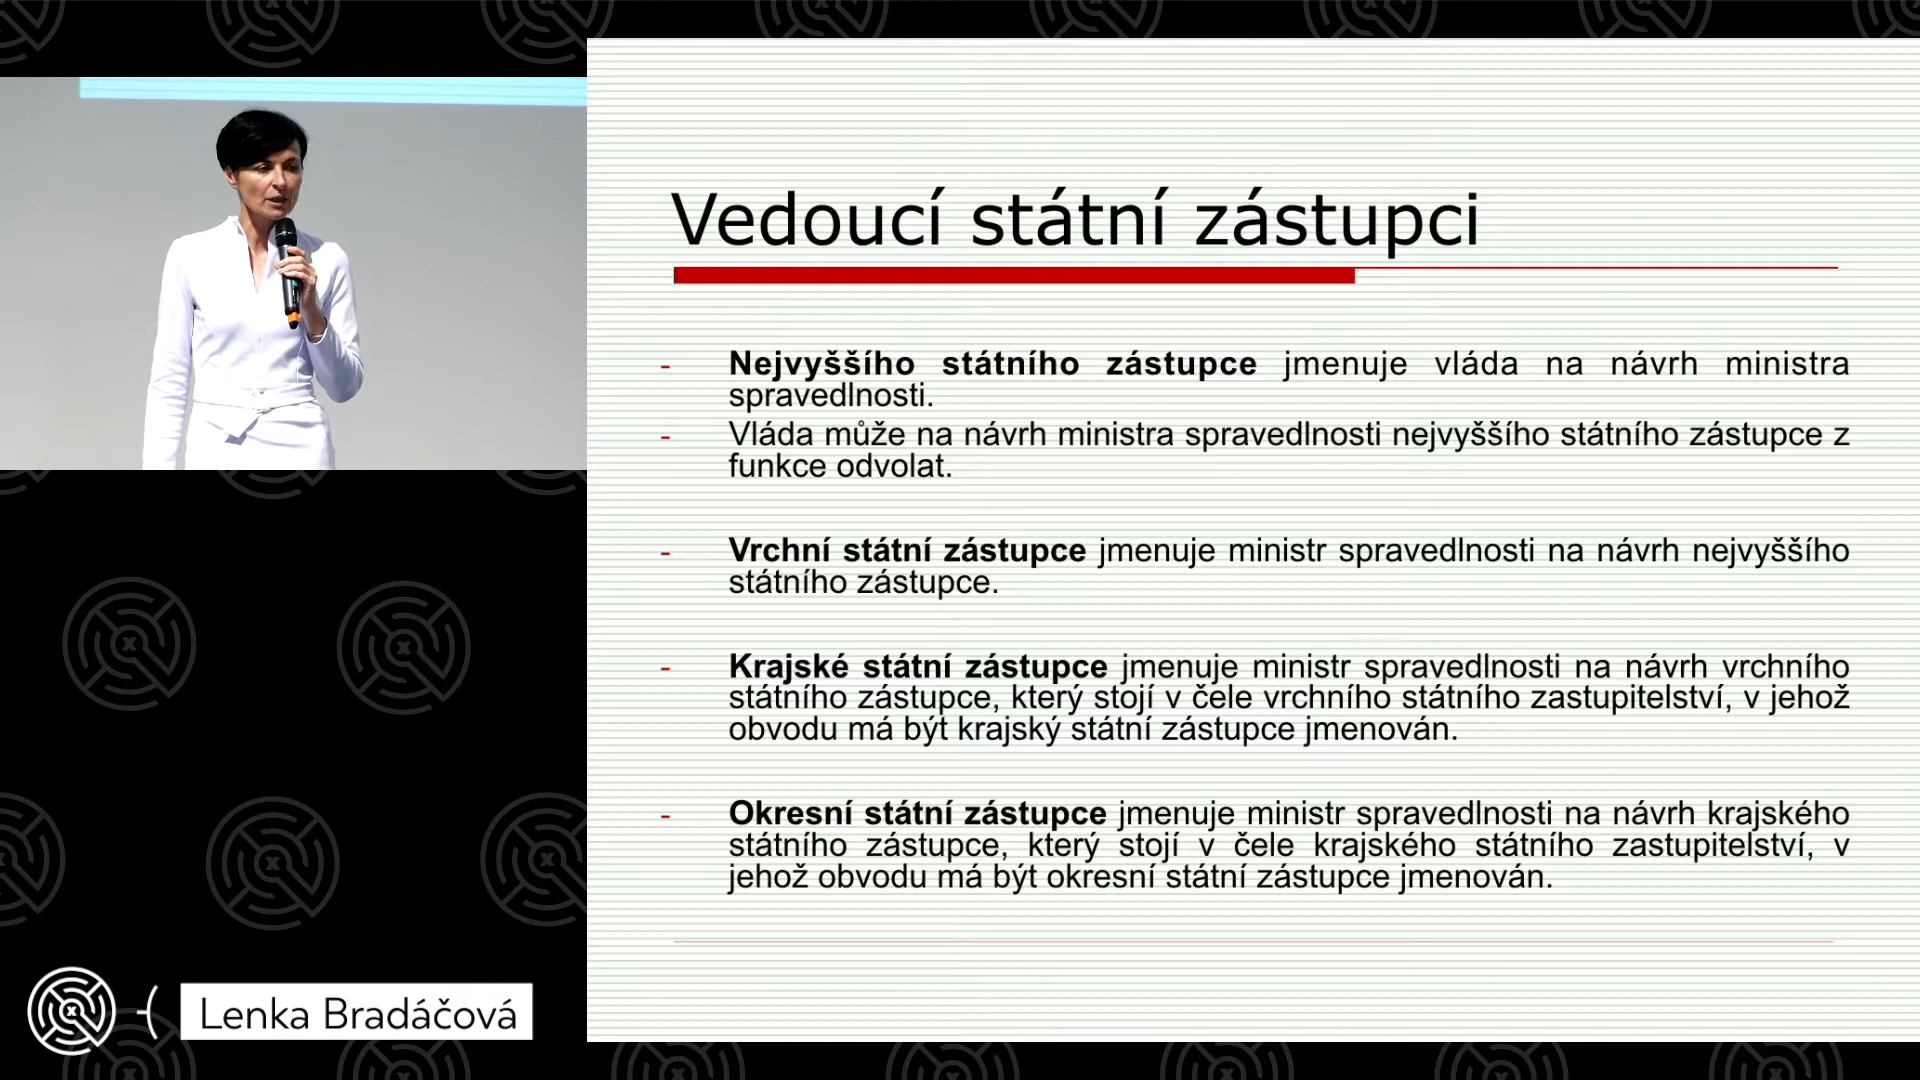 Vedoucí státní zástupci
- Nejvyššího státního zástupce jmenuje vláda na návrh ministra
spravedlnosti.
- Vláda může na návrh ministra spravedlnosti nejvyššího státního zástupce z
funkce odvolat.
- Vrchní státní zástupce jmenuje ministr spravedlnosti na návrh nejvyššího
státního zástupce.
- Krajské státní zástupce jmenuje ministr spravedlnosti na návrh vrchního
státního zástupce, který stojí v čele vrchního státního zastupitelství, v jehož
obvodu má být krajský státní zástupce jmenován.
- Okresní státní zástupce jmenuje ministr spravedlnosti na návrh krajského
státního zástupce, který stojí v čele krajského státního zastupitelství, v
jehož obvodu má být okresní státní zástupce jmenován.
Lenka Bradáčová